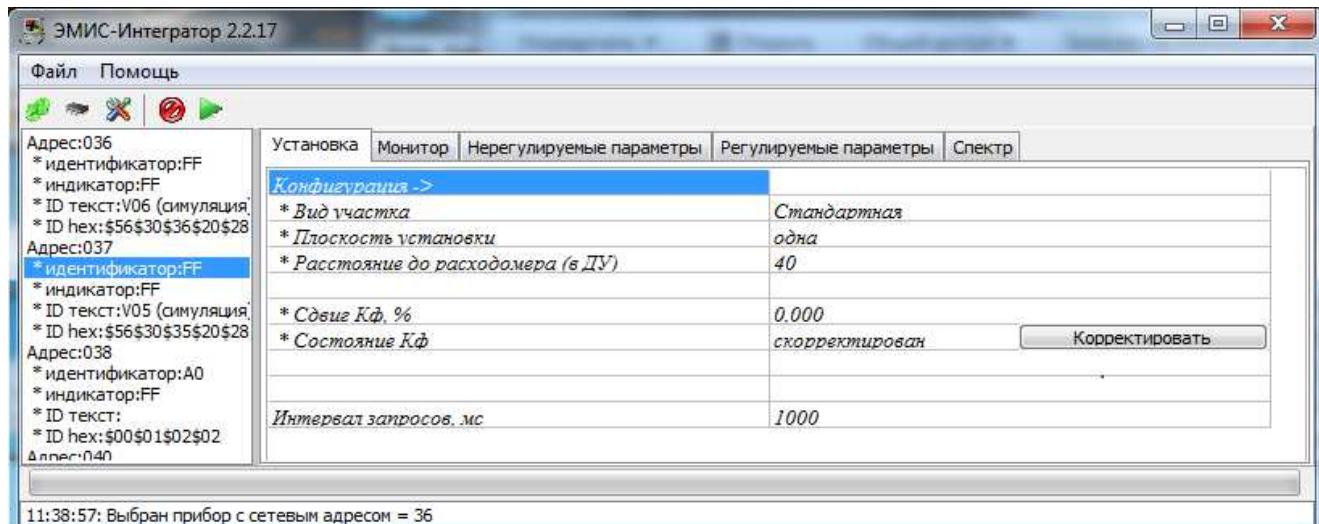 ЭМИС-Интегратор 2.2.17
Файл Помощь
Адрес:036
* идентификатор:FF
* индикатор:FF
* ID текст:V06 (симуляция)
* ID hex:$56$30$36$20$28
Адрес:037
* идентификатор:FF
* индикатор:FF
* ID текст:V05 (симуляция)
* ID hex:$56$30$35$20$28
Адрес:038
* идентификатор:A0
* индикатор:FF
* ID текст:
* ID hex:$00$01$02$02
Адрес:040
Установка Монитор Нерегулируемые параметры Регулируемые параметры Спектр
Конфигурация ->
* Вид участка Стандартная
* Плоскость установки одна
* Расстояние до расходомера (в ДУ) 40
* Сдвиг Кф, % 0,000
* Состояние Кф скорректирован Корректировать
Интервал запросов, мс 1000
11:38:57: Выбран прибор с сетевым адресом = 36